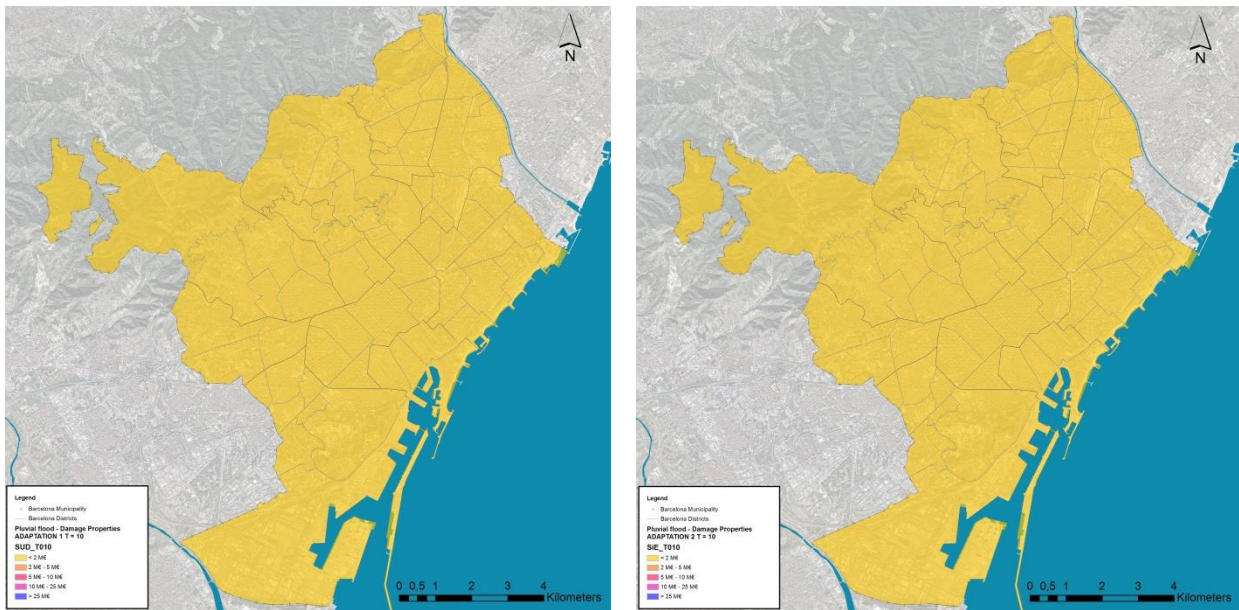 N
Legend
Barcelona Municipality
Barcelona Districts
Pluvial flood - Damage Properties
ADAPTATION 1 T = 10
SUD_T010
< 2 M€
2 M€ - 5 M€
5 M€ - 10 M€
10 M€ - 25 M€
> 25 M€
0 0,5 1 2 3 4
Kilometers
N
Legend
Barcelona Municipality
Barcelona Districts
Pluvial flood - Damage Properties
ADAPTATION 2 T = 10
SiE_T010
< 2 M€
2 M€ - 5 M€
5 M€ - 10 M€
10 M€ - 25 M€
> 25 M€
0 0,5 1 2 3 4
Kilometers